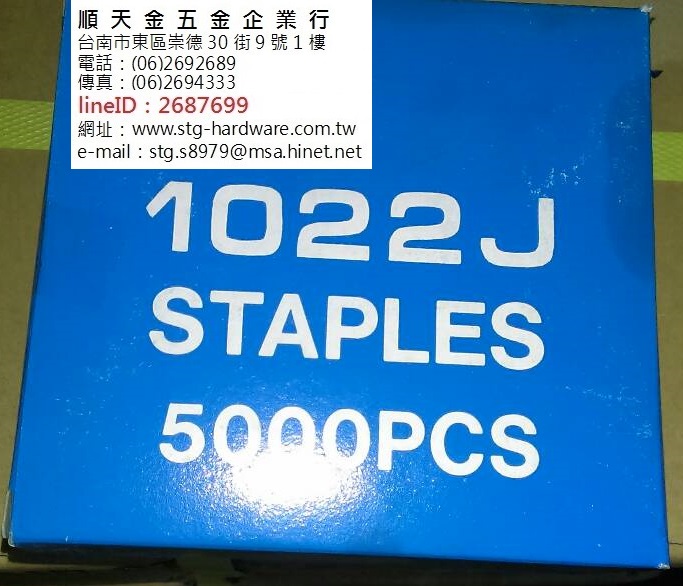 順天金五金企業行
台南市東區崇德30街9號1樓
電話：(06)2692689
傳真：(06)2694333
lineID：2687699
網址：www.stg-hardware.com.tw
e-mail：stg.s8979@msa.hinet.net
1022J
STAPLES
5000PCS